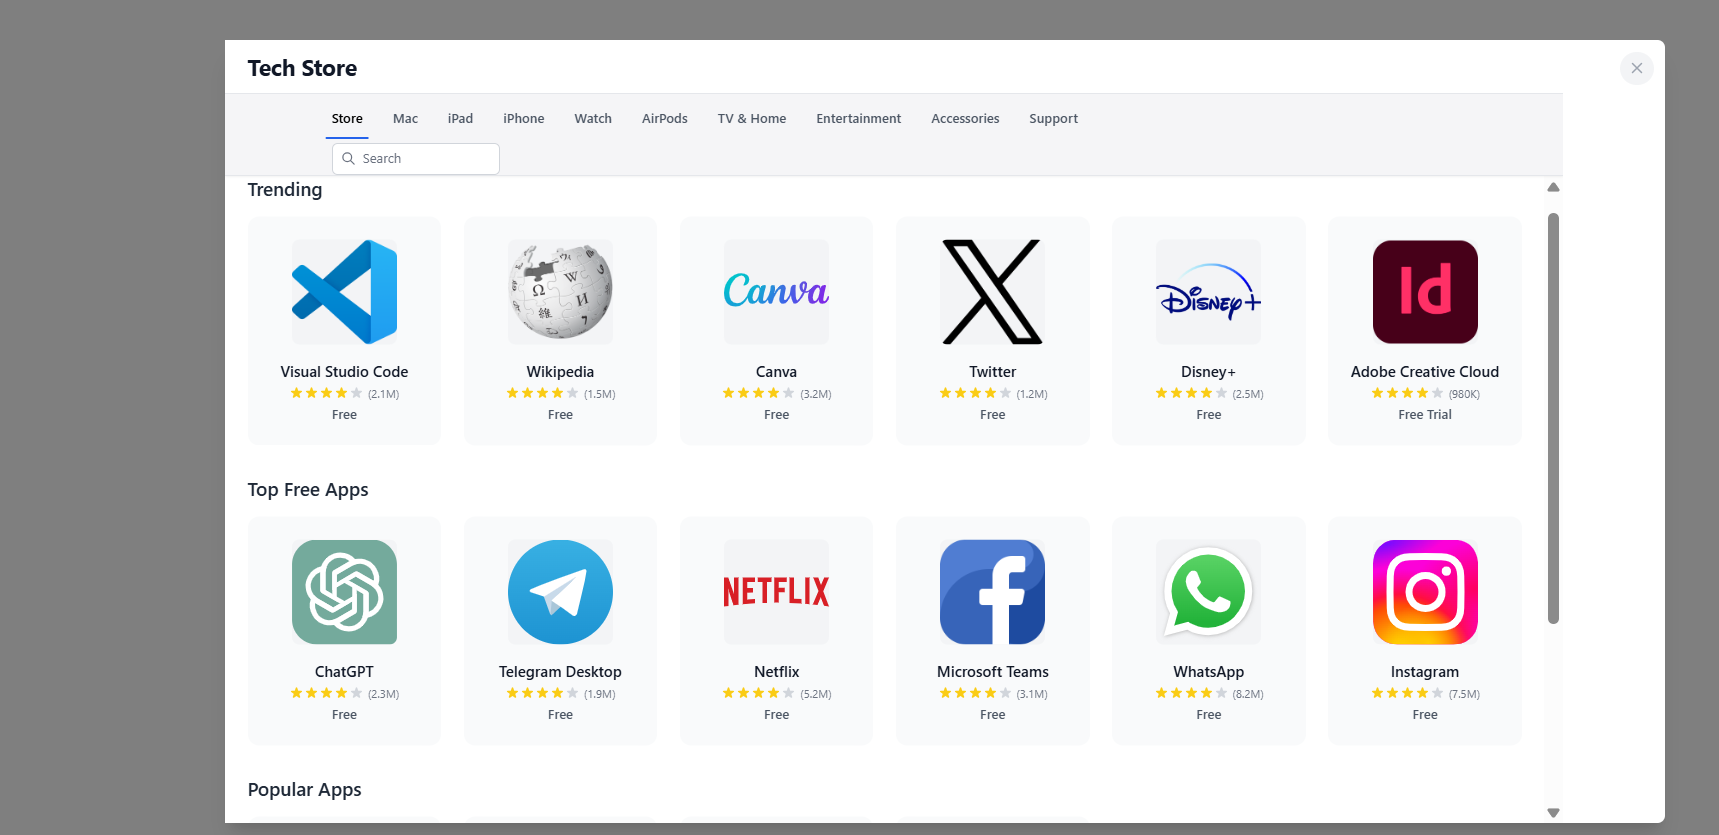 Tech Store
Store Mac iPad iPhone Watch AirPods TV & Home Entertainment Accessories Support
Search
Trending
Canva Disney+ Id
Visual Studio Code Wikipedia Canva Twitter Disney+ Adobe Creative Cloud
(2.1M) (1.5M) (3.2M) (1.2M) (2.5M) (980K)
Free Free Free Free Free Free Trial
Top Free Apps
NETFLIX
ChatGPT Telegram Desktop Netflix Microsoft Teams WhatsApp Instagram
(2.3M) (1.9M) (5.2M) (3.1M) (8.2M) (7.5M)
Free Free Free Free Free Free
Popular Apps